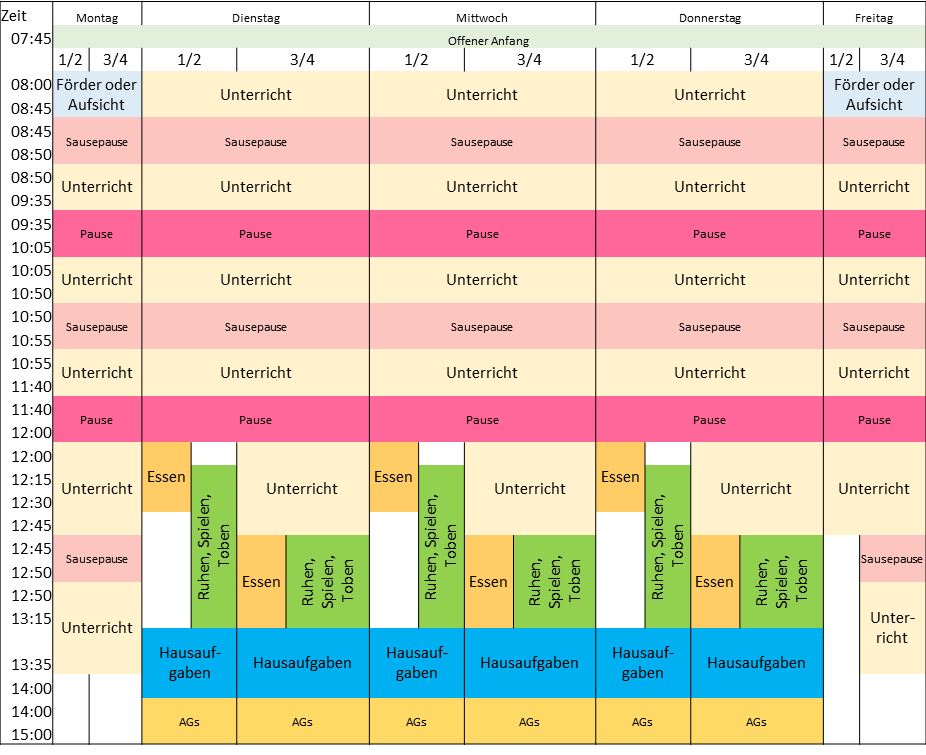 Zeit Montag Dienstag Mittwoch Donnerstag Freitag
07:45 Offener Anfang
1/2 3/4 1/2 3/4 1/2 3/4 1/2 3/4 1/2 3/4
08:00 Förder oder Unterricht Unterricht Unterricht Förder oder
08:45 Aufsicht Aufsicht
08:45
Sausepause Sausepause Sausepause Sausepause Sausepause
08:50
08:50
Unterricht Unterricht Unterricht Unterricht Unterricht
09:35
09:35
Pause Pause Pause Pause Pause
10:05
10:05
Unterricht Unterricht Unterricht Unterricht Unterricht
10:50
10:50
Sausepause Sausepause Sausepause Sausepause Sausepause
10:55
10:55
Unterricht Unterricht Unterricht Unterricht Unterricht
11:40
11:40
Pause Pause Pause Pause Pause
12:00
12:00
12:15 Essen Essen Essen
Unterricht Unterricht Unterricht Unterricht Unterricht
12:30
12:45
Ruhen, Spielen,
Toben
Ruhen, Spielen,
Toben
Ruhen, Spielen,
Toben
12:45
Sausepause Sausepause
12:50
Essen Essen Essen
Ruhen,
Spielen,
Toben
Ruhen,
Spielen,
Toben
Ruhen,
Spielen,
Toben
12:50
13:15
Unterricht Unter-
richt
13:35
Hausauf-
gaben
Hausaufgaben
Hausauf-
gaben
Hausaufgaben
Hausauf-
gaben
Hausaufgaben
14:00
14:00
AGs AGs AGs AGs AGs AGs
15:00